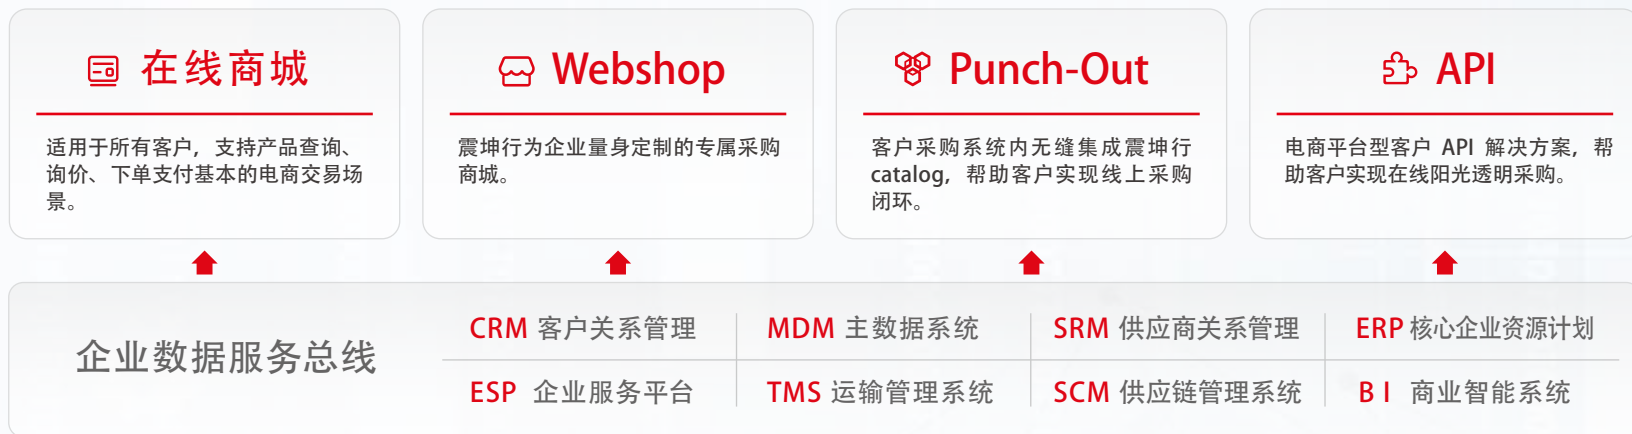 在线商城
适用于所有客户，支持产品查询、
询价、下单支付基本的电商交易场
景。
Webshop
震坤行为企业量身定制的专属采购
商城。
Punch-Out
客户采购系统内无缝集成震坤行
catalog，帮助客户实现线上采购
闭环。
API
电商平台型客户 API 解决方案，帮
助客户实现在线阳光透明采购。
企业数据服务总线
CRM 客户关系管理
MDM 主数据系统
SRM 供应商关系管理
ERP 核心企业资源计划
ESP 企业服务平台
TMS 运输管理系统
SCM 供应链管理系统
BI 商业智能系统